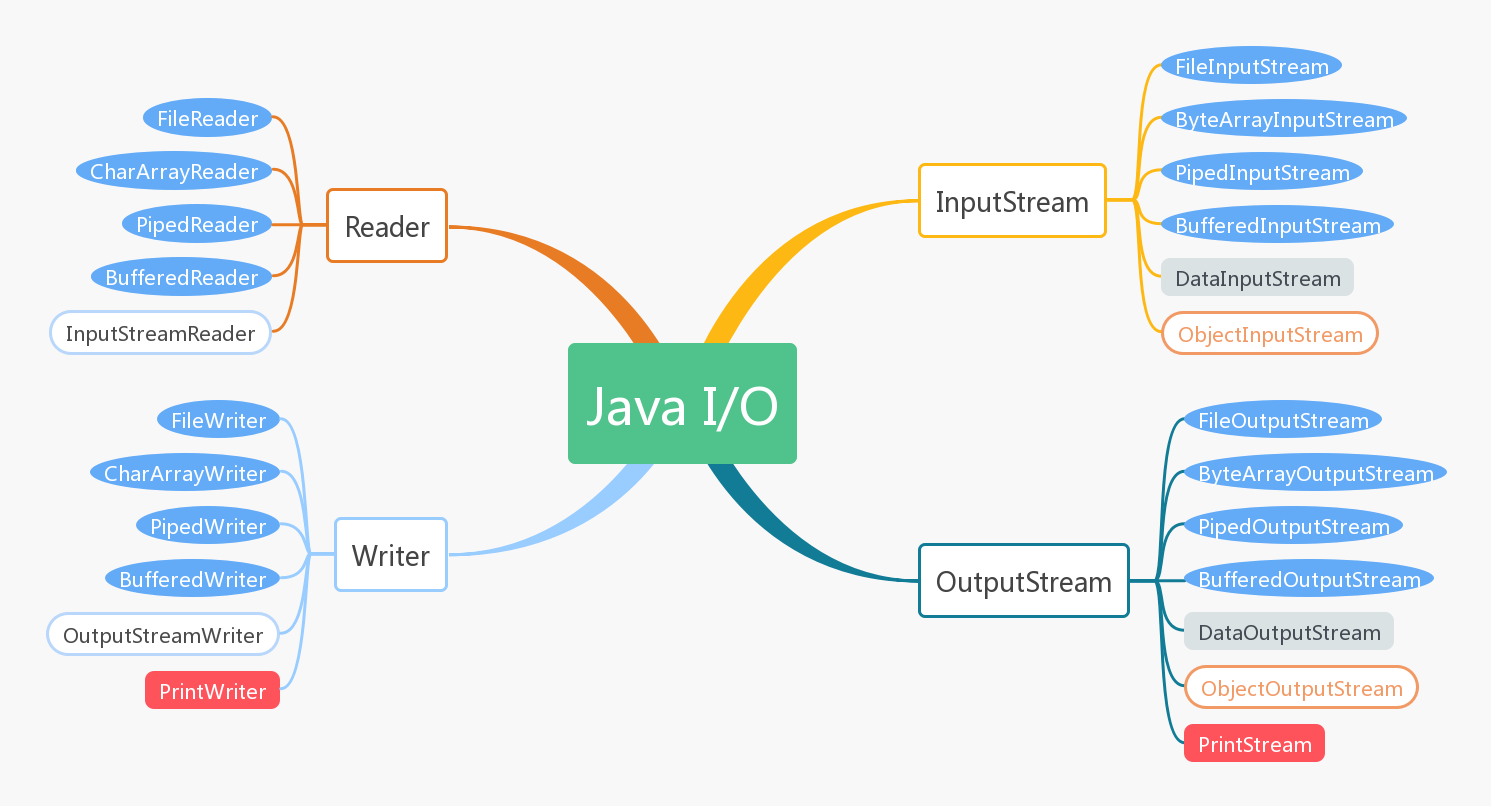 Java I/O
Reader
FileReader
CharArrayReader
PipedReader
BufferedReader
InputStreamReader
Writer
FileWriter
CharArrayWriter
PipedWriter
BufferedWriter
OutputStreamWriter
PrintWriter
InputStream
FileInputStream
ByteArrayInputStream
PipedInputStream
BufferedInputStream
DataInputStream
ObjectInputStream
OutputStream
FileOutputStream
ByteArrayOutputStream
PipedOutputStream
BufferedOutputStream
DataOutputStream
ObjectOutputStream
PrintStream